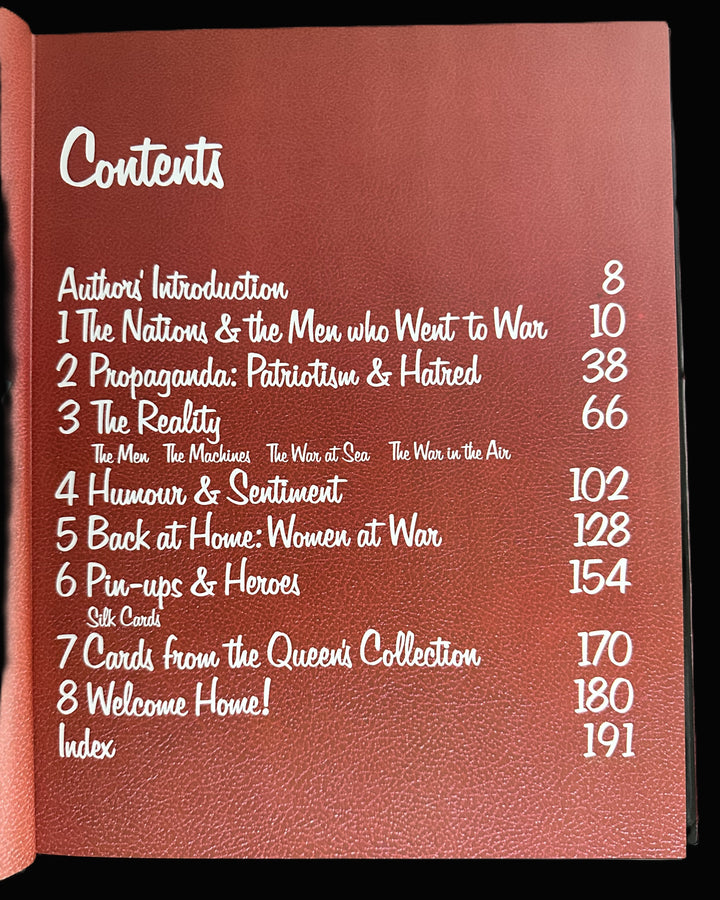 Contents
Authors' Introduction 8
1 The Nations & the Men who Went to War 10
2 Propaganda: Patriotism & Hatred 38
3 The Reality 66
The Men The Machines The War at Sea The War in the Air
4 Humour & Sentiment 102
5 Back at Home: Women at War 128
6 Pin-ups & Heroes 154
Silk Cards
7 Cards from the Queen's Collection 170
8 Welcome Home! 180
Index 191